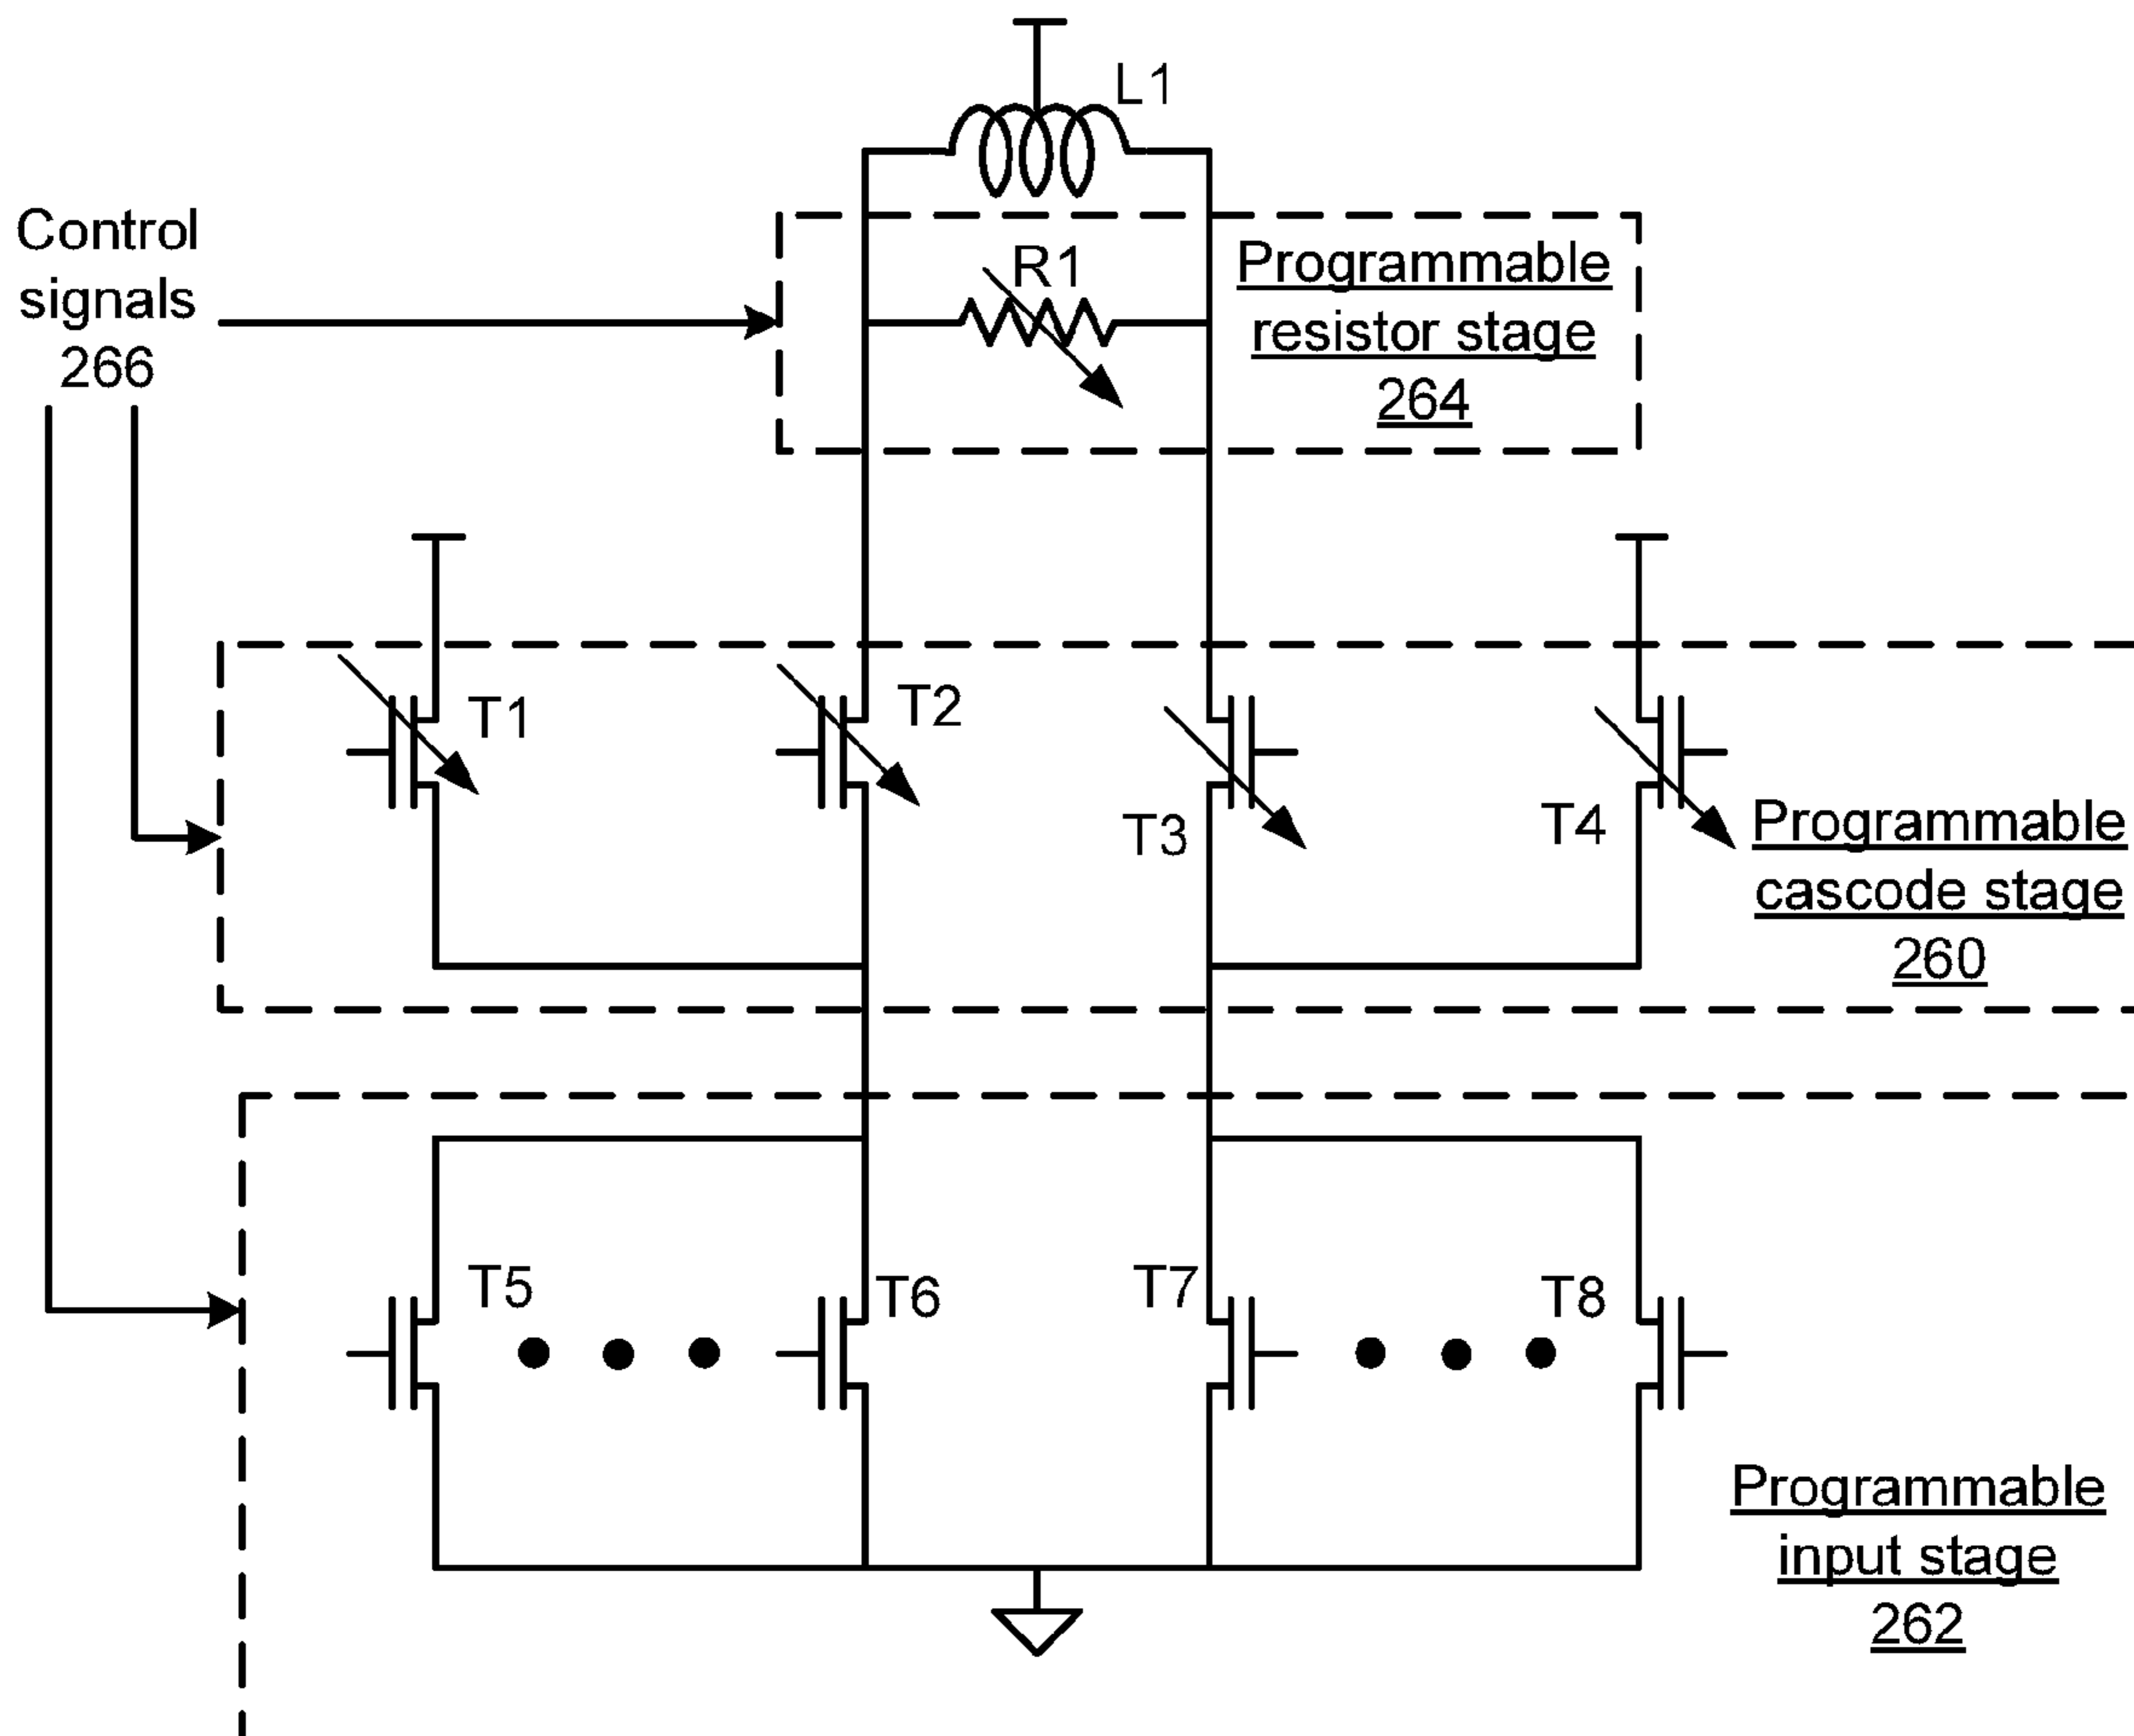 L1
Control
signals
266
R1
Programmable
resistor stage
264
T1
T2
T3
T4
Programmable
cascode stage
260
T5
T6
T7
T8
Programmable
input stage
262